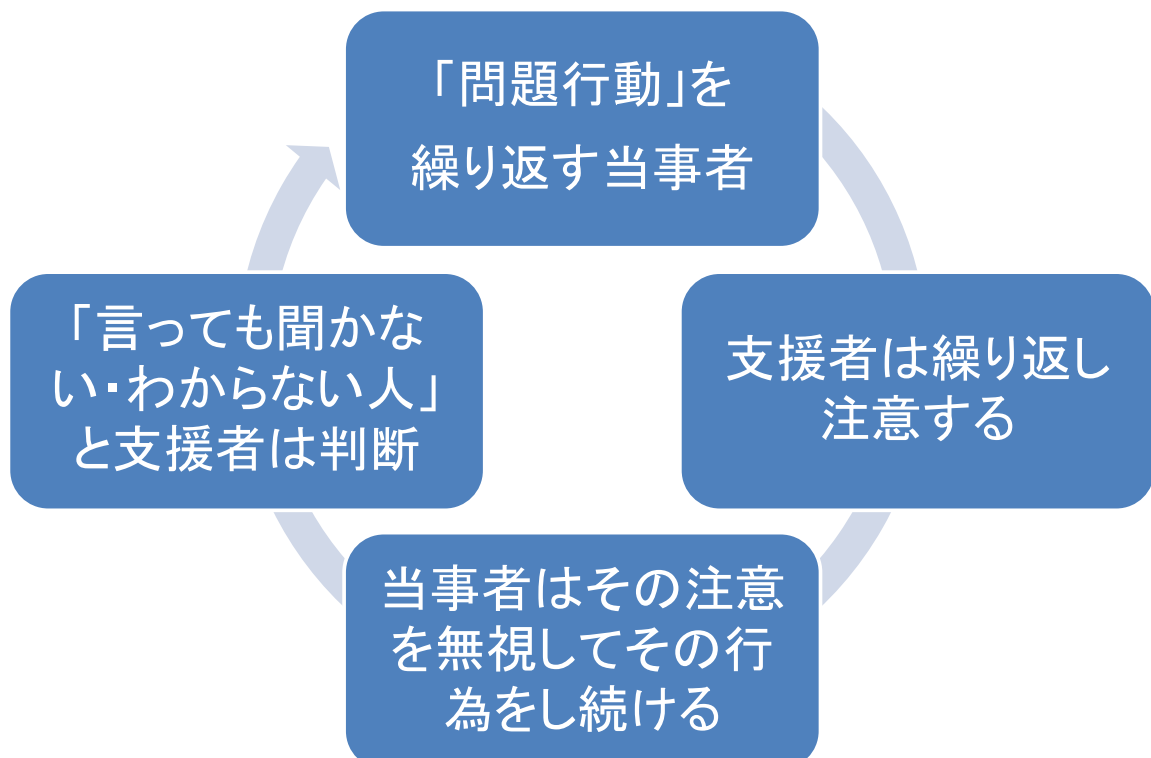 「問題行動」を
繰り返す当事者
支援者は繰り返し
注意する
当事者はその注意
を無視してその行
為をし続ける
「言っても聞かな
い・わからない人」
と支援者は判断